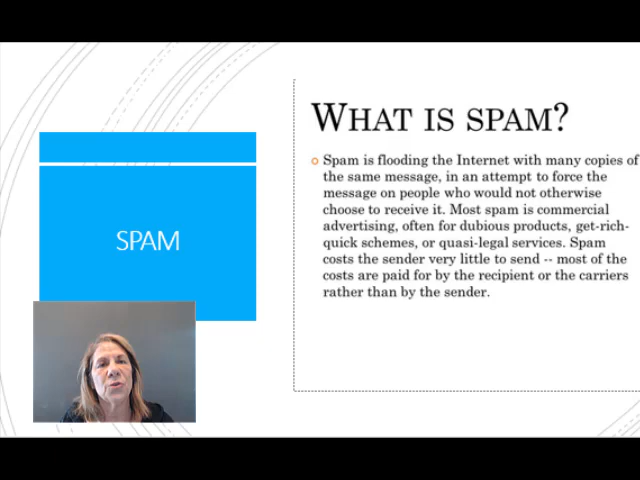 WHAT IS SPAM?
SPAM
Spam is flooding the Internet with many copies of
the same message, in an attempt to force the
message on people who would not otherwise
choose to receive it. Most spam is commercial
advertising, often for dubious products, get-rich-
quick schemes, or quasi-legal services. Spam
costs the sender very little to send -- most of the
costs are paid for by the recipient or the carriers
rather than by the sender.